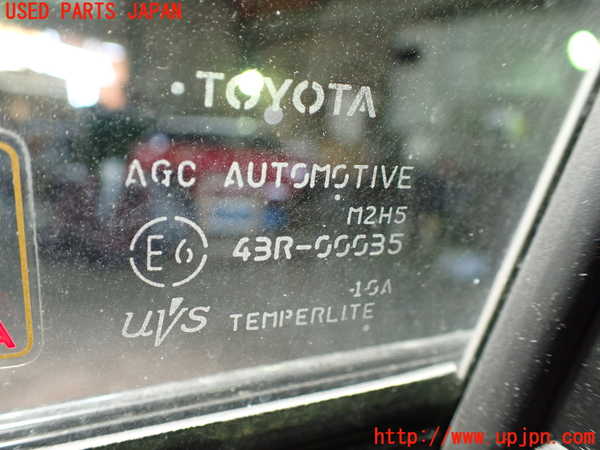 USED PARTS JAPAN
TOYOTA
AGC AUTOMOTIVE
M2H5
E6 43R-00035
10A
UVS TEMPERLITE
A
http://www.upjpn.com/